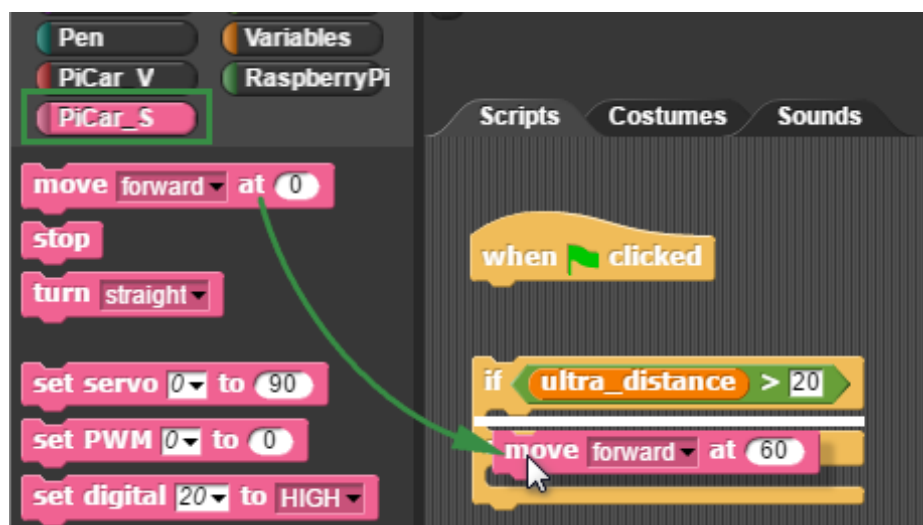 Pen
Variables
PiCar_V
RaspberryPi
PiCar_S
Scripts
Costumes
Sounds
move forward at 0
stop
turn straight
set servo 0 to 90
set PWM 0 to 0
set digital 20 to HIGH
when clicked
if ultra_distance > 20
move forward at 60